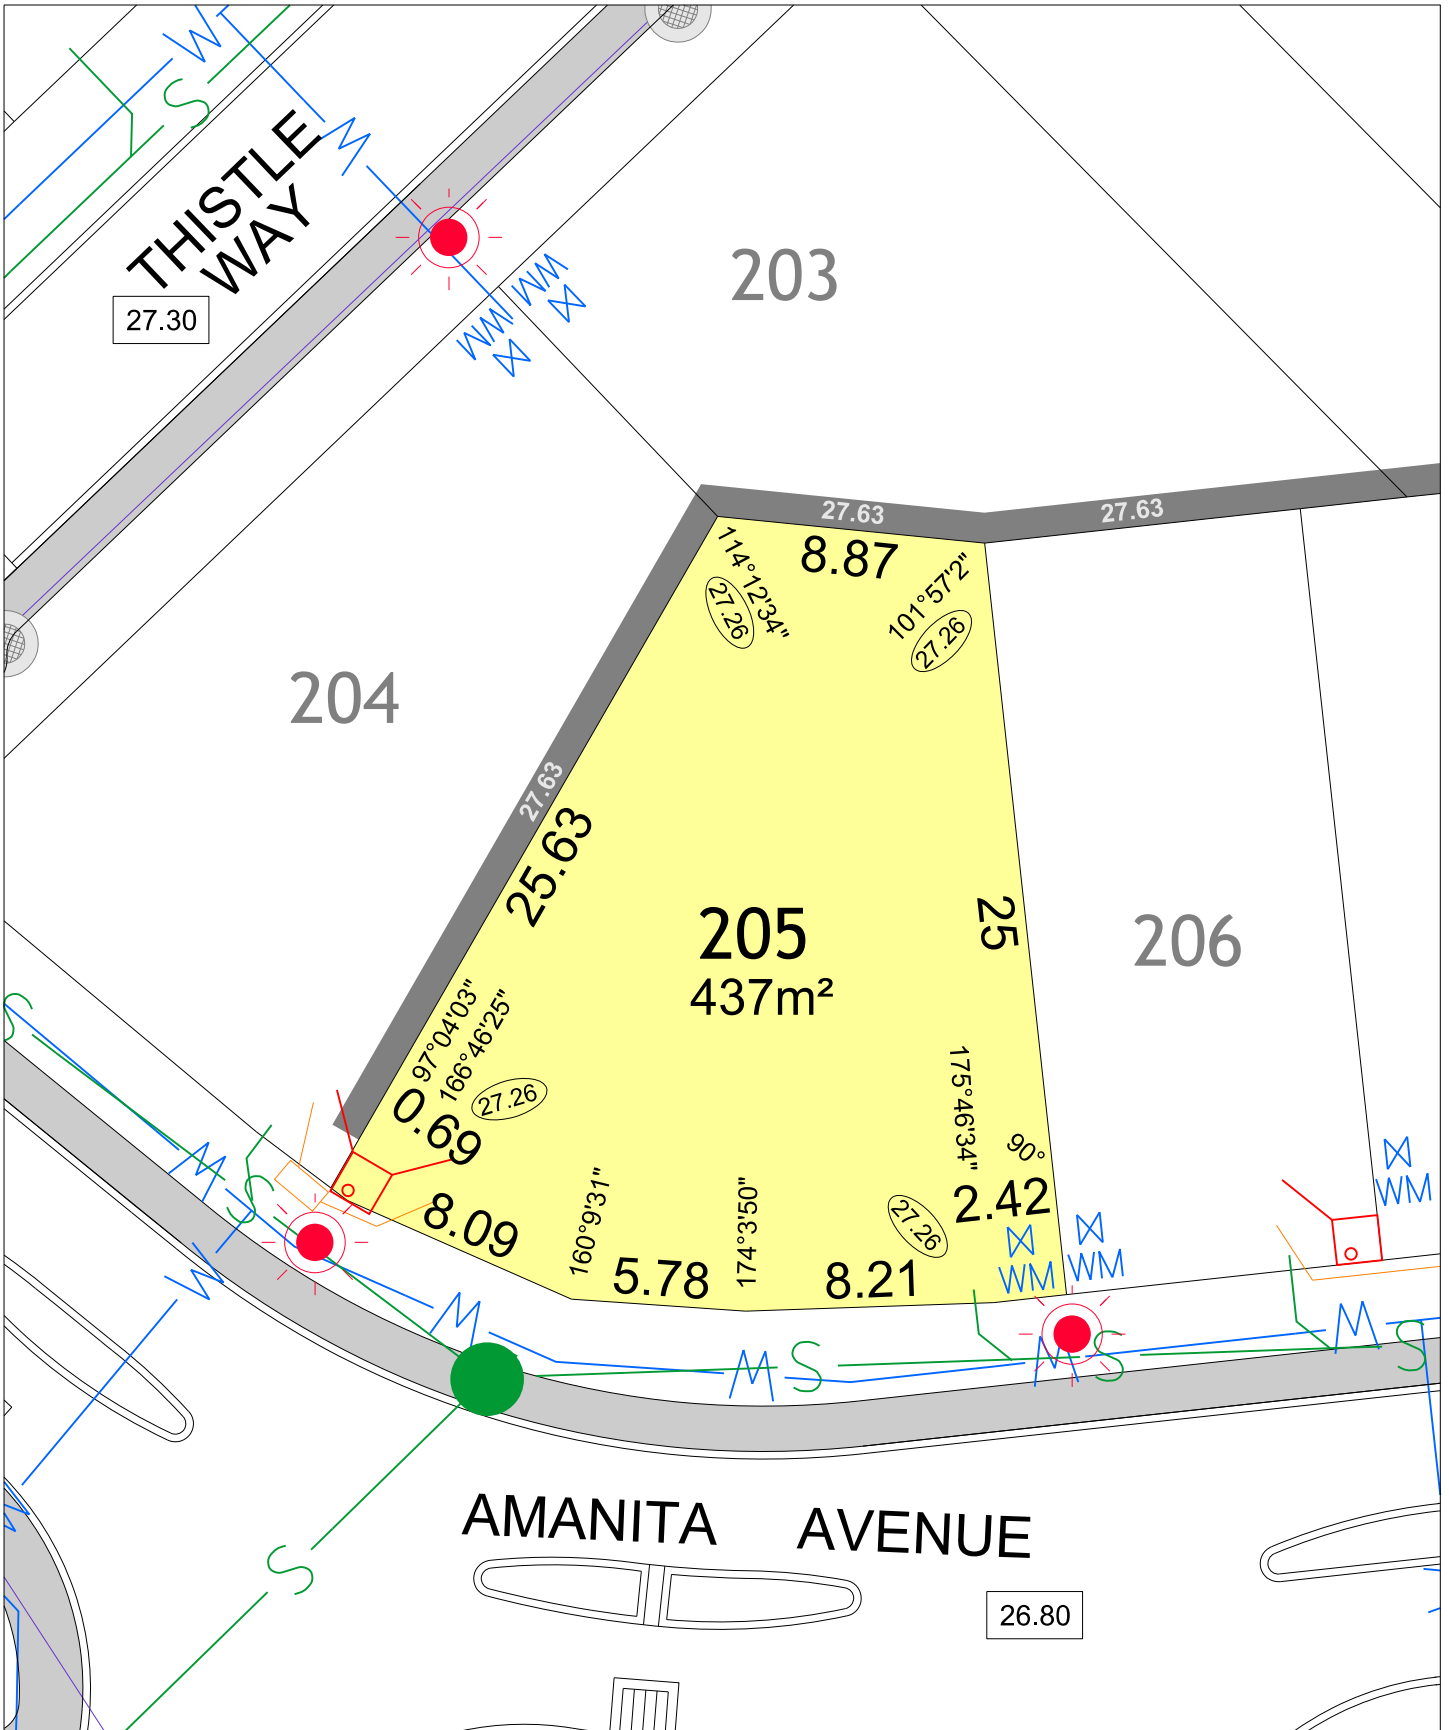 W
S
THISTLE
WAY
W
27.30
WM
WM
203
27.63
27.63
8.87
114°12'34"
27.26
101°57'2"
27.26
204
27.63
25.63
205
437m²
25
206
97°04'03"
166°46'25"
0.69
27.26
175°46'34"
90°
2.42
27.26
8.09
160°9'31"
5.78
174°3'50"
8.21
WM
WM
WM
S
W
S
W
W
W
S
W
S
W
S
W
AMANITA AVENUE
S
26.80